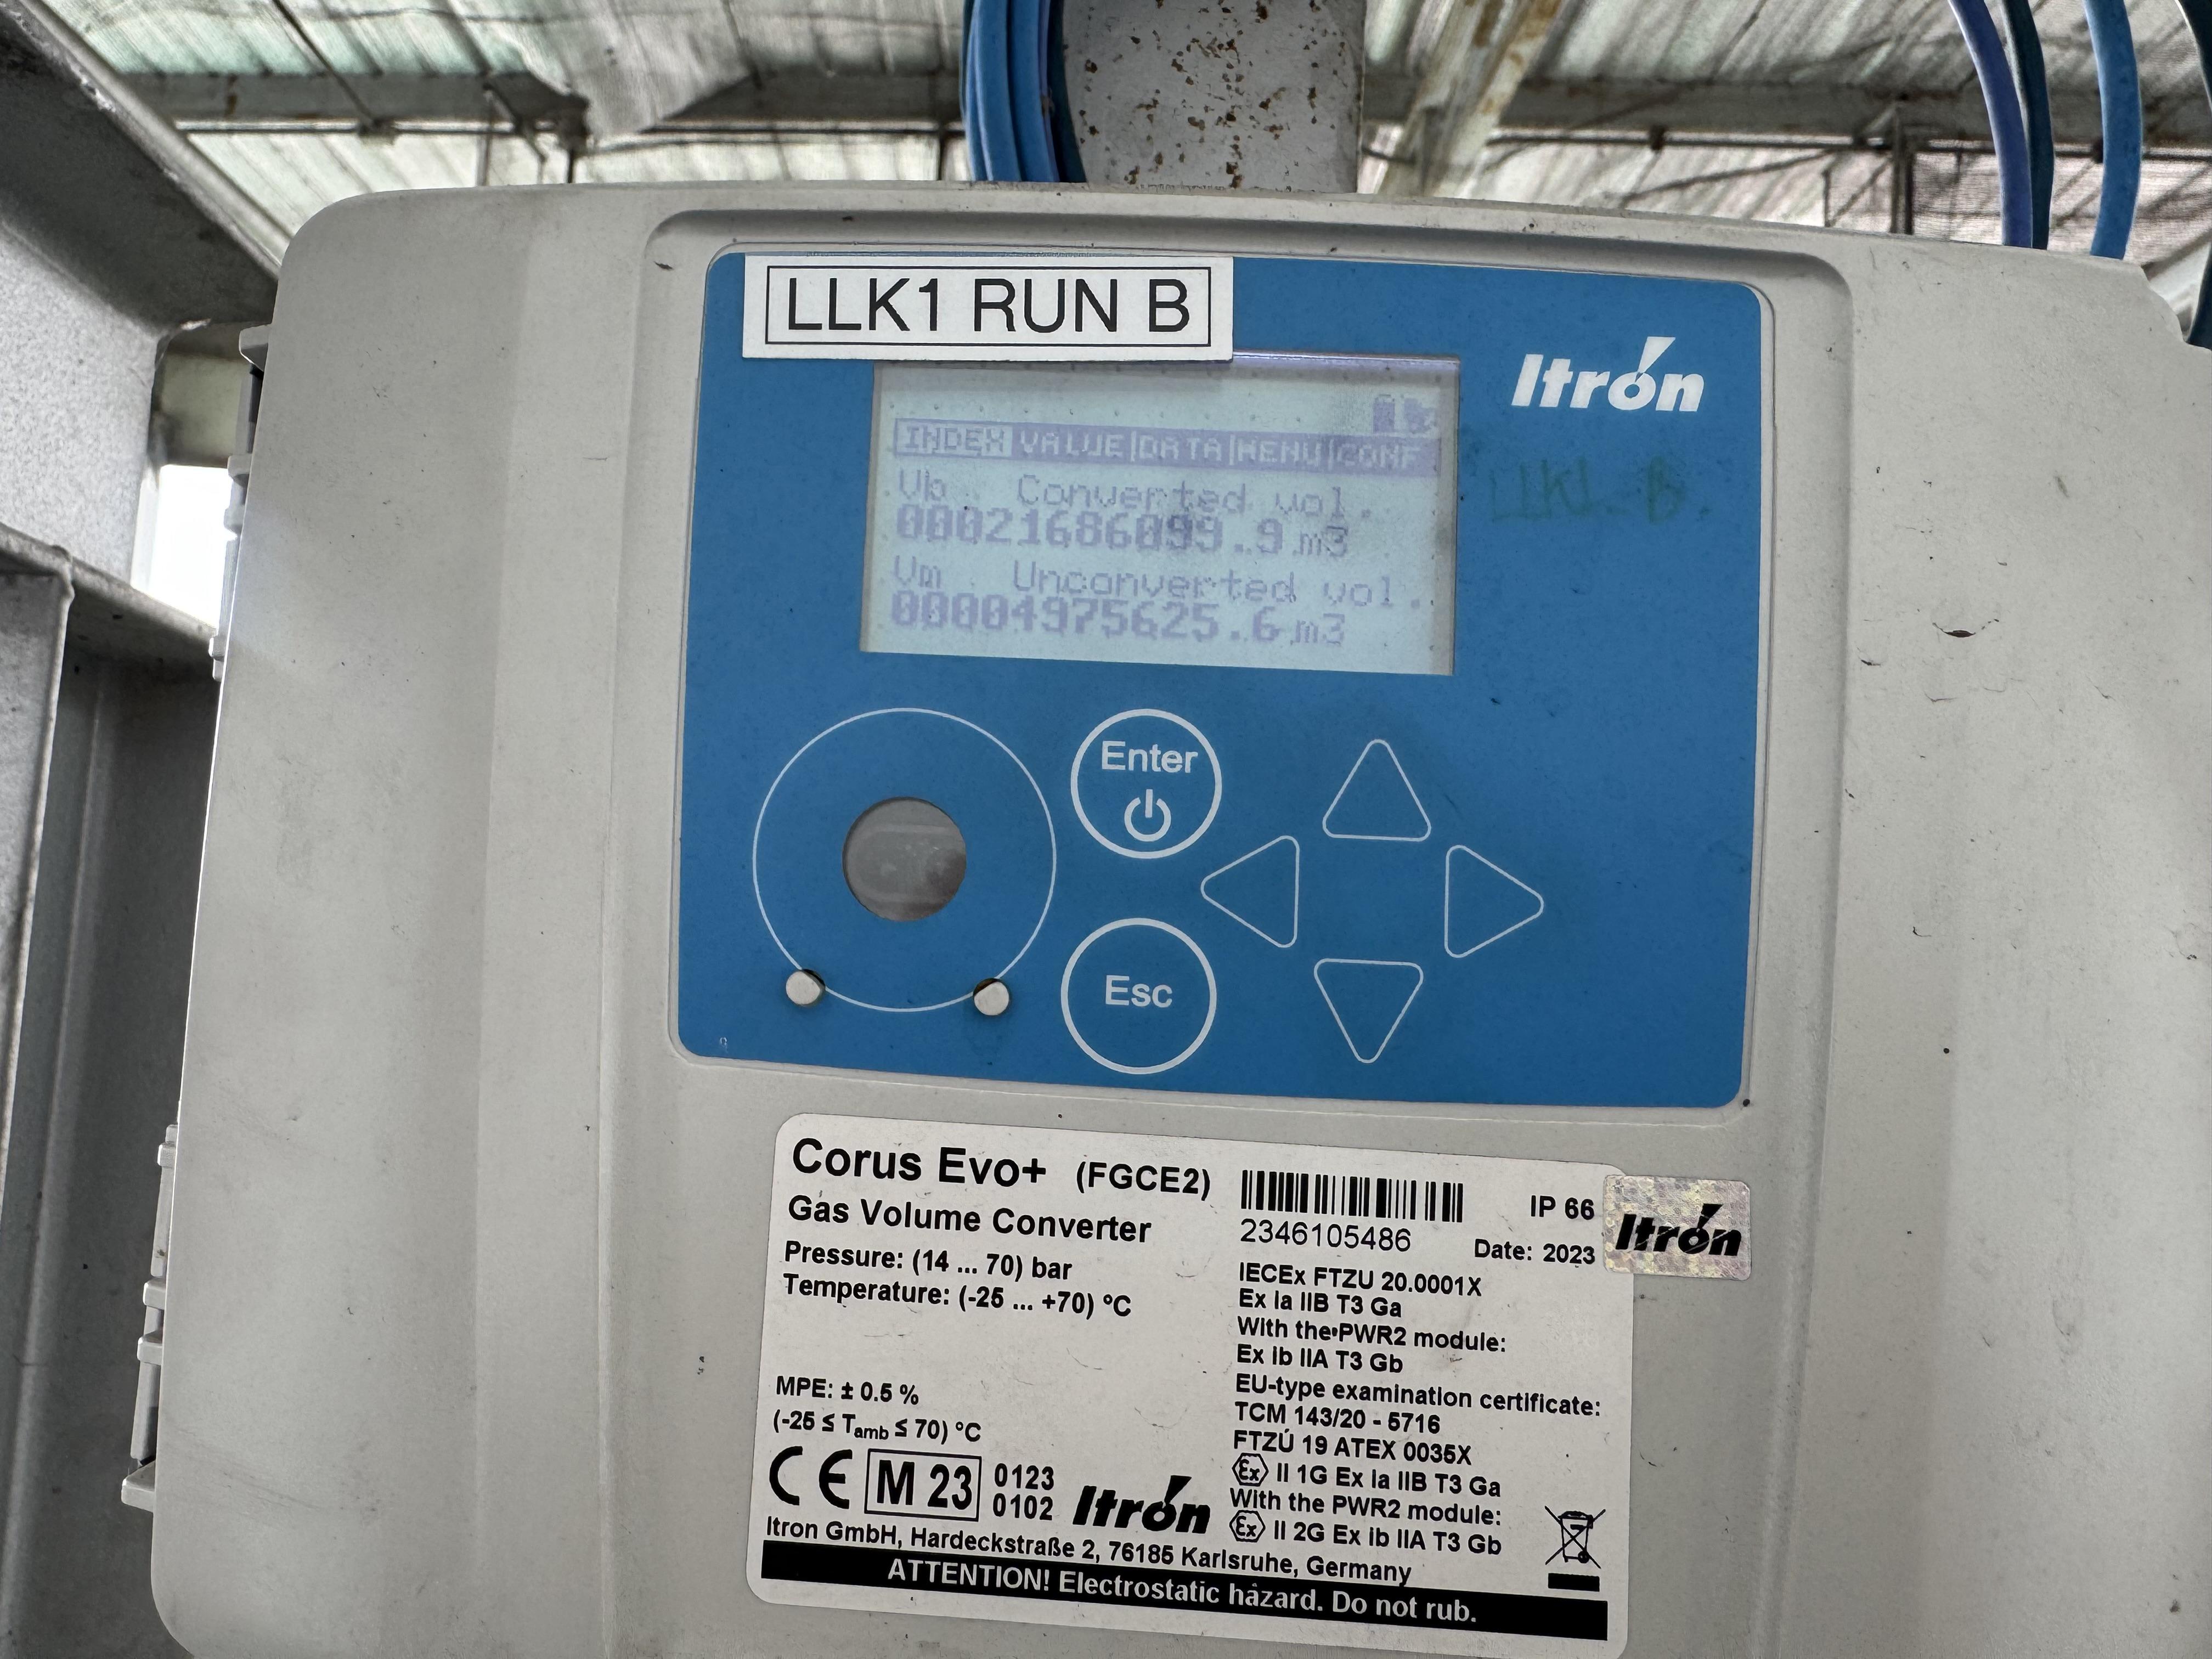 LLK1 RUN B
Itron
INDEX VALUE|DATA|MENU|CONF
Vb Converted vol.
00021686099.9 m3
Vm Unconverted vol.
00004975625.6 m3
LLK1-B.
Enter
Esc
Corus Evo+ (FGCE2)
Gas Volume Converter
Pressure: (14 ... 70) bar
Temperature: (-25 ... +70) °C
MPE: ± 0.5 %
(-25 ≤ Tamb ≤ 70) °C
CE M 23 0123
0102 Itron
2346105486
IP 66
Date: 2023
Itron
IECEx FTZU 20.0001X
Ex ia IIB T3 Ga
With the PWR2 module:
Ex ib IIA T3 Gb
EU-type examination certificate:
TCM 143/20 - 5716
FTZÚ 19 ATEX 0035X
Ex II 1G Ex ia IIB T3 Ga
With the PWR2 module:
Ex II 2G Ex ib IIA T3 Gb
Itron GmbH, Hardeckstraße 2, 76185 Karlsruhe, Germany
ATTENTION! Electrostatic hazard. Do not rub.